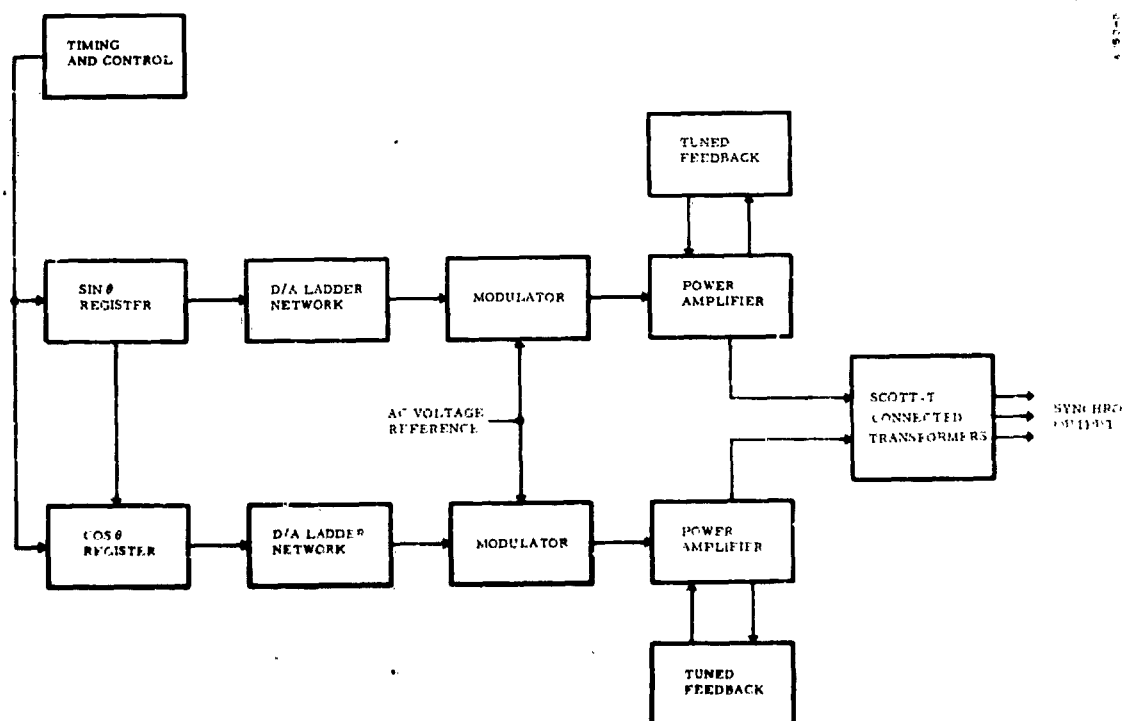 TIMING
AND CONTROL
TUNED
FEEDBACK
SIN θ
REGISTER
D/A LADDER
NETWORK
MODULATOR
POWER
AMPLIFIER
AC VOLTAGE
REFERENCE
SCOTT-T
CONNECTED
TRANSFORMERS
SYNCHRO
COS θ
REGISTER
D/A LADDER
NETWORK
MODULATOR
POWER
AMPLIFIER
TUNED
FEEDBACK